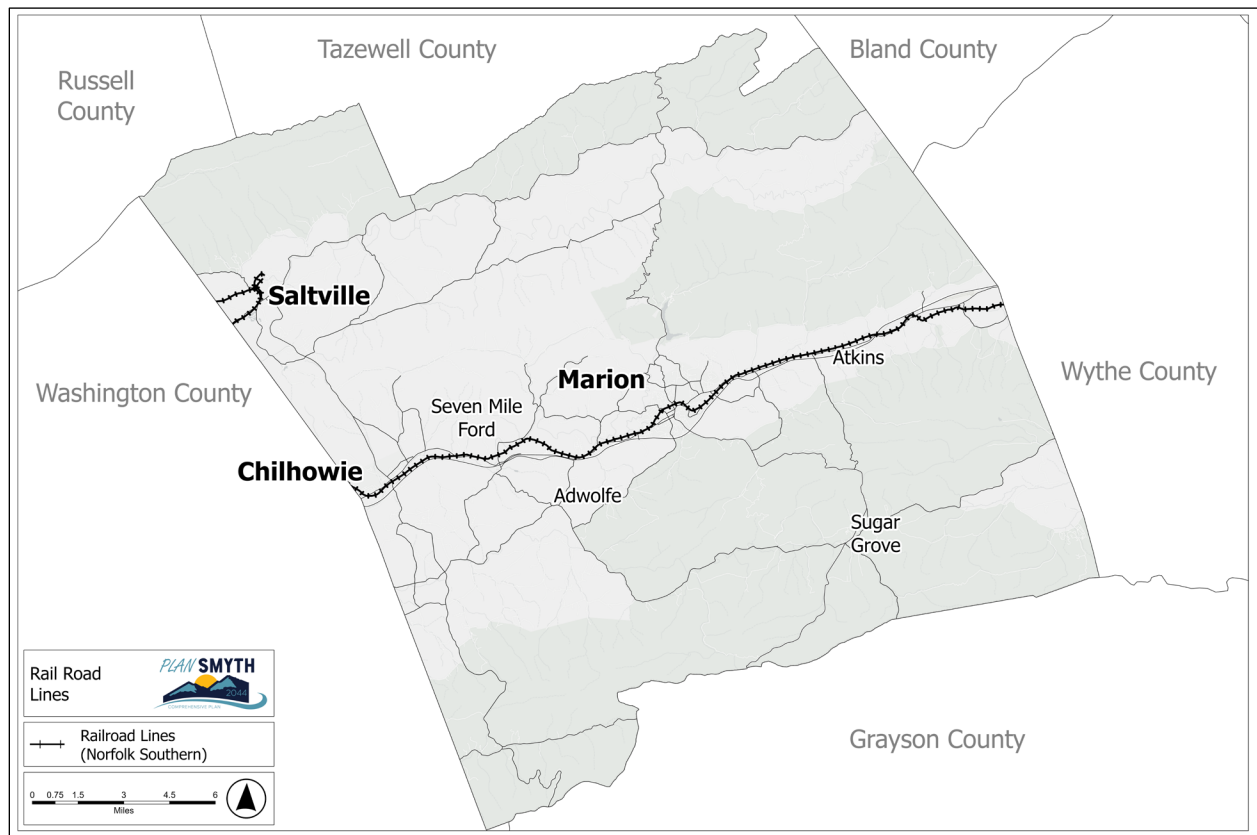 Tazewell County
Bland County
Russell
County
Saltville
Washington County
Wythe County
Atkins
Marion
Seven Mile
Ford
Chilhowie
Adwolfe
Sugar
Grove
Grayson County
Rail Road
Lines
PLAN SMYTH
2044
COMPREHENSIVE PLAN
Railroad Lines
(Norfolk Southern)
0 0.75 1.5 3 4.5 6
Miles